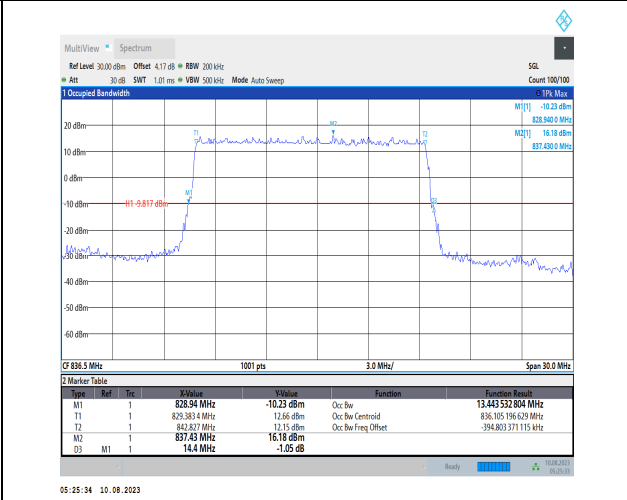 MultiView Spectrum
Ref Level 30.00 dBm Offset 4.17 dB RBW 200 kHz SGL
Att 30 dB SWT 1.01 ms VBW 500 kHz Mode Auto Sweep Count 100/100
1 Occupied Bandwidth 1Pk Max
M1[1] -10.23 dBm
828.940 0 MHz
M2[1] 16.18 dBm
837.430 0 MHz
20 dBm
T1 M2 T2
10 dBm
0 dBm
M1
D3
-10 dBm H1 -9.817 dBm
-20 dBm
-30 dBm
-40 dBm
-50 dBm
-60 dBm
CF 836.5 MHz 1001 pts 3.0 MHz/ Span 30.0 MHz
2 Marker Table
Type Ref Trc X-Value Y-Value Function Function Result
M1 1 828.94 MHz -10.23 dBm Occ Bw 13.443 532 804 MHz
T1 1 829.383 4 MHz 12.66 dBm Occ Bw Centroid 836.105 196 629 MHz
T2 1 842.827 MHz 12.15 dBm Occ Bw Freq Offset -394.803 371 115 kHz
M2 1 837.43 MHz 16.18 dBm
D3 M1 1 14.4 MHz -1.05 dB
Ready 10.08.2023
05:25:33
05:25:34 10.08.2023